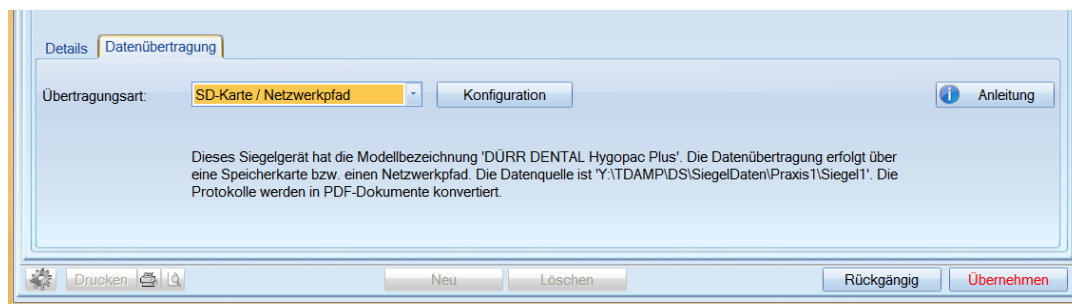 Details Datenübertragung
Übertragungsart: SD-Karte / Netzwerkpfad Konfiguration Anleitung
Dieses Siegelgerät hat die Modellbezeichnung 'DÜRR DENTAL Hygopac Plus'. Die Datenübertragung erfolgt über
eine Speicherkarte bzw. einen Netzwerkpfad. Die Datenquelle ist 'Y:\TDAMP\DS\SiegelDaten\Praxis1\Siegel1'. Die
Protokolle werden in PDF-Dokumente konvertiert.
Drucken Neu Löschen Rückgängig Übernehmen